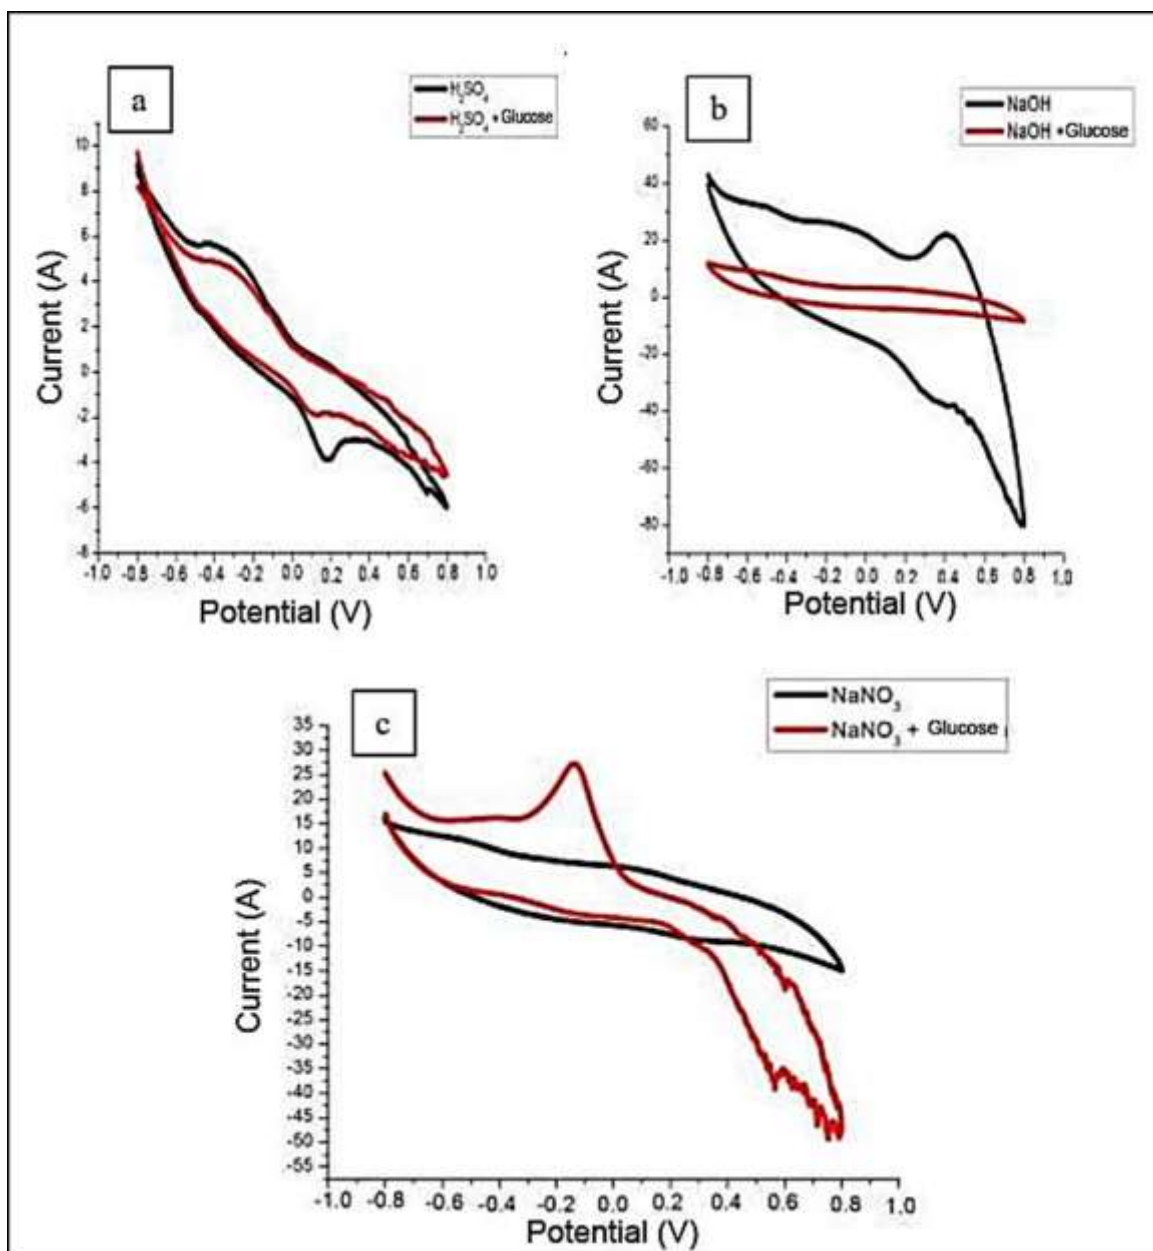 a
H₂SO₄
H₂SO₄ + Glucose
10
8
6
4
2
0
-2
-4
-6
-8
Current (A)
-1.0 -0.8 -0.6 -0.4 -0.2 0.0 0.2 0.4 0.6 0.8 1.0
Potential (V)
b
NaOH
NaOH +Glucose
60
40
20
0
-20
-40
-60
-80
Current (A)
-1.0 -0.8 -0.6 -0.4 -0.2 0.0 0.2 0.4 0.6 0.8 1.0
Potential (V)
c
NaNO₃
NaNO₃ + Glucose
35
30
25
20
15
10
5
0
-5
-10
-15
-20
-25
-30
-35
-40
-45
-50
-55
Current (A)
-1.0 -0.8 -0.6 -0.4 -0.2 0.0 0.2 0.4 0.6 0.8 1.0
Potential (V)